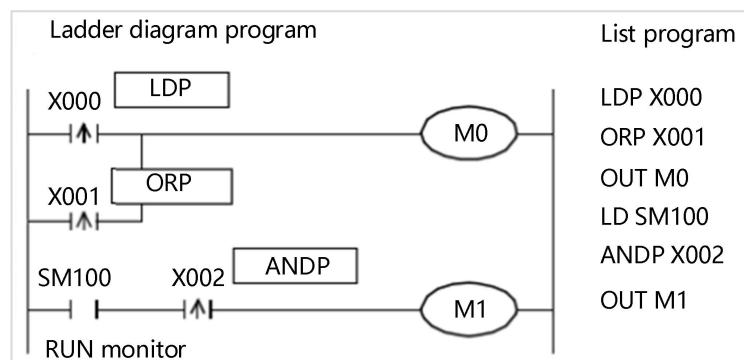 Ladder diagram program
List program
X000
LDP
M0
X001
ORP
SM100
X002
ANDP
M1
RUN monitor
LDP X000
ORP X001
OUT M0
LD SM100
ANDP X002
OUT M1